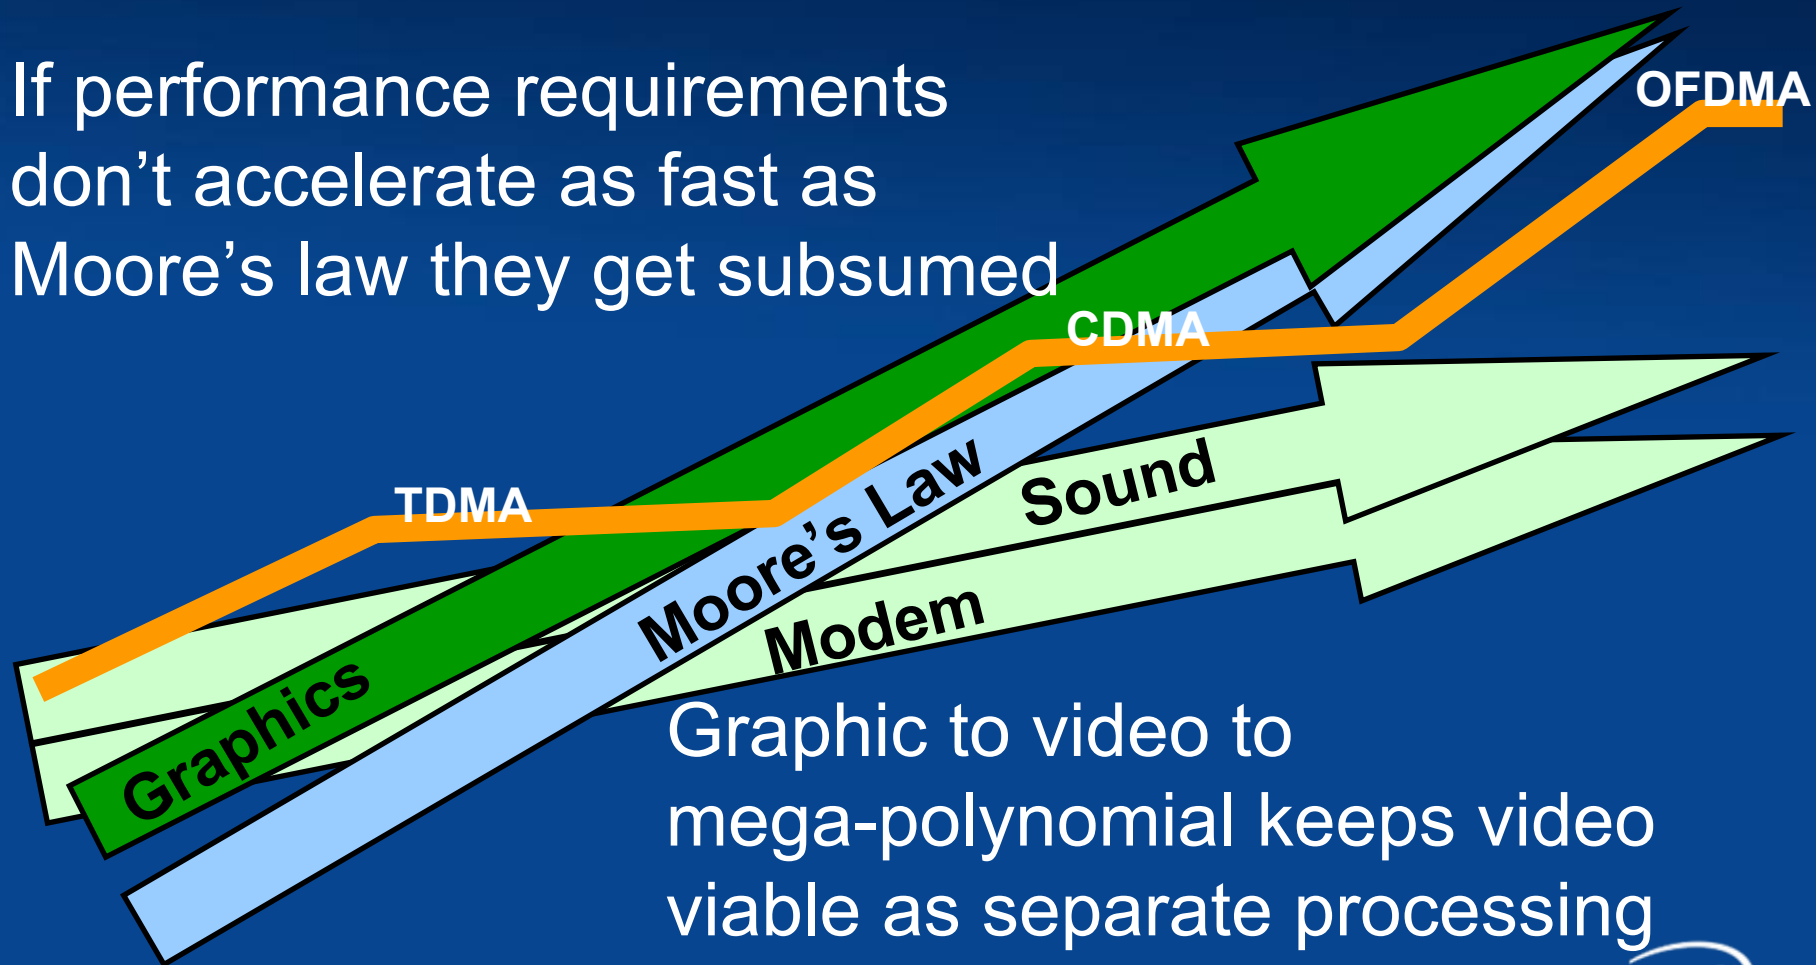 If performance requirements
don’t accelerate as fast as
Moore’s law they get subsumed
OFDMA
CDMA
TDMA
Sound
Moore’s Law
Modem
Graphics
Graphic to video to
mega-polynomial keeps video
viable as separate processing